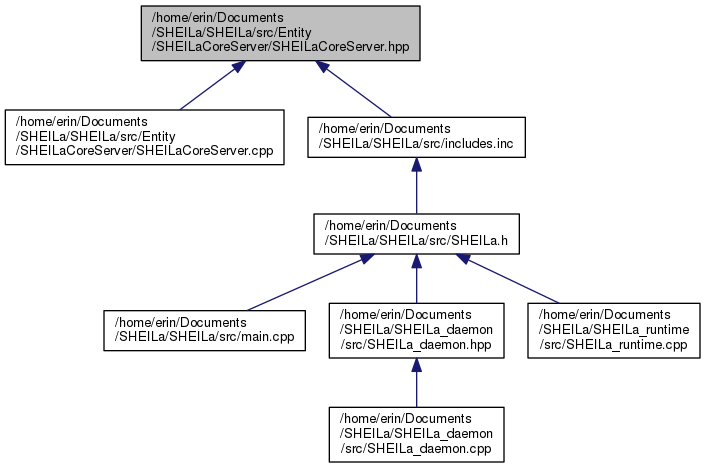 /home/erin/Documents
/SHEILa/SHEILa/src/Entity
/SHEILaCoreServer/SHEILaCoreServer.hpp
/home/erin/Documents
/SHEILa/SHEILa/src/Entity
/SHEILaCoreServer/SHEILaCoreServer.cpp
/home/erin/Documents
/SHEILa/SHEILa/src/includes.inc
/home/erin/Documents
/SHEILa/SHEILa/src/SHEILa.h
/home/erin/Documents
/SHEILa/SHEILa/src/main.cpp
/home/erin/Documents
/SHEILa/SHEILa_daemon
/src/SHEILa_daemon.hpp
/home/erin/Documents
/SHEILa/SHEILa_runtime
/src/SHEILa_runtime.cpp
/home/erin/Documents
/SHEILa/SHEILa_daemon
/src/SHEILa_daemon.cpp